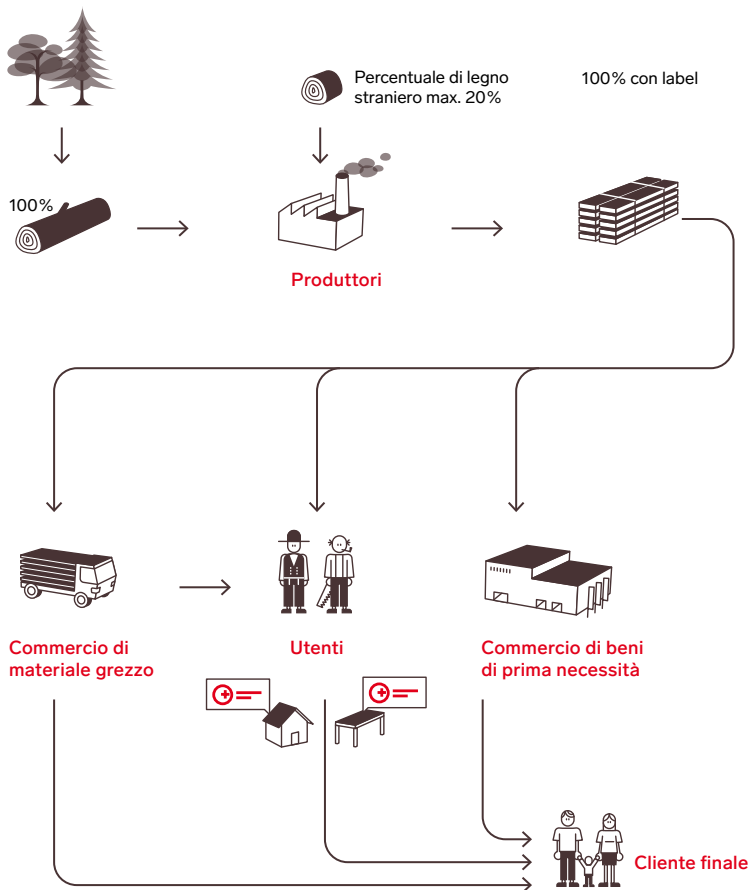 Percentuale di legno
straniero max. 20%
100% con label
100%
Produttori
Commercio di
materiale grezzo
Utenti
Commercio di beni
di prima necessità
Cliente finale